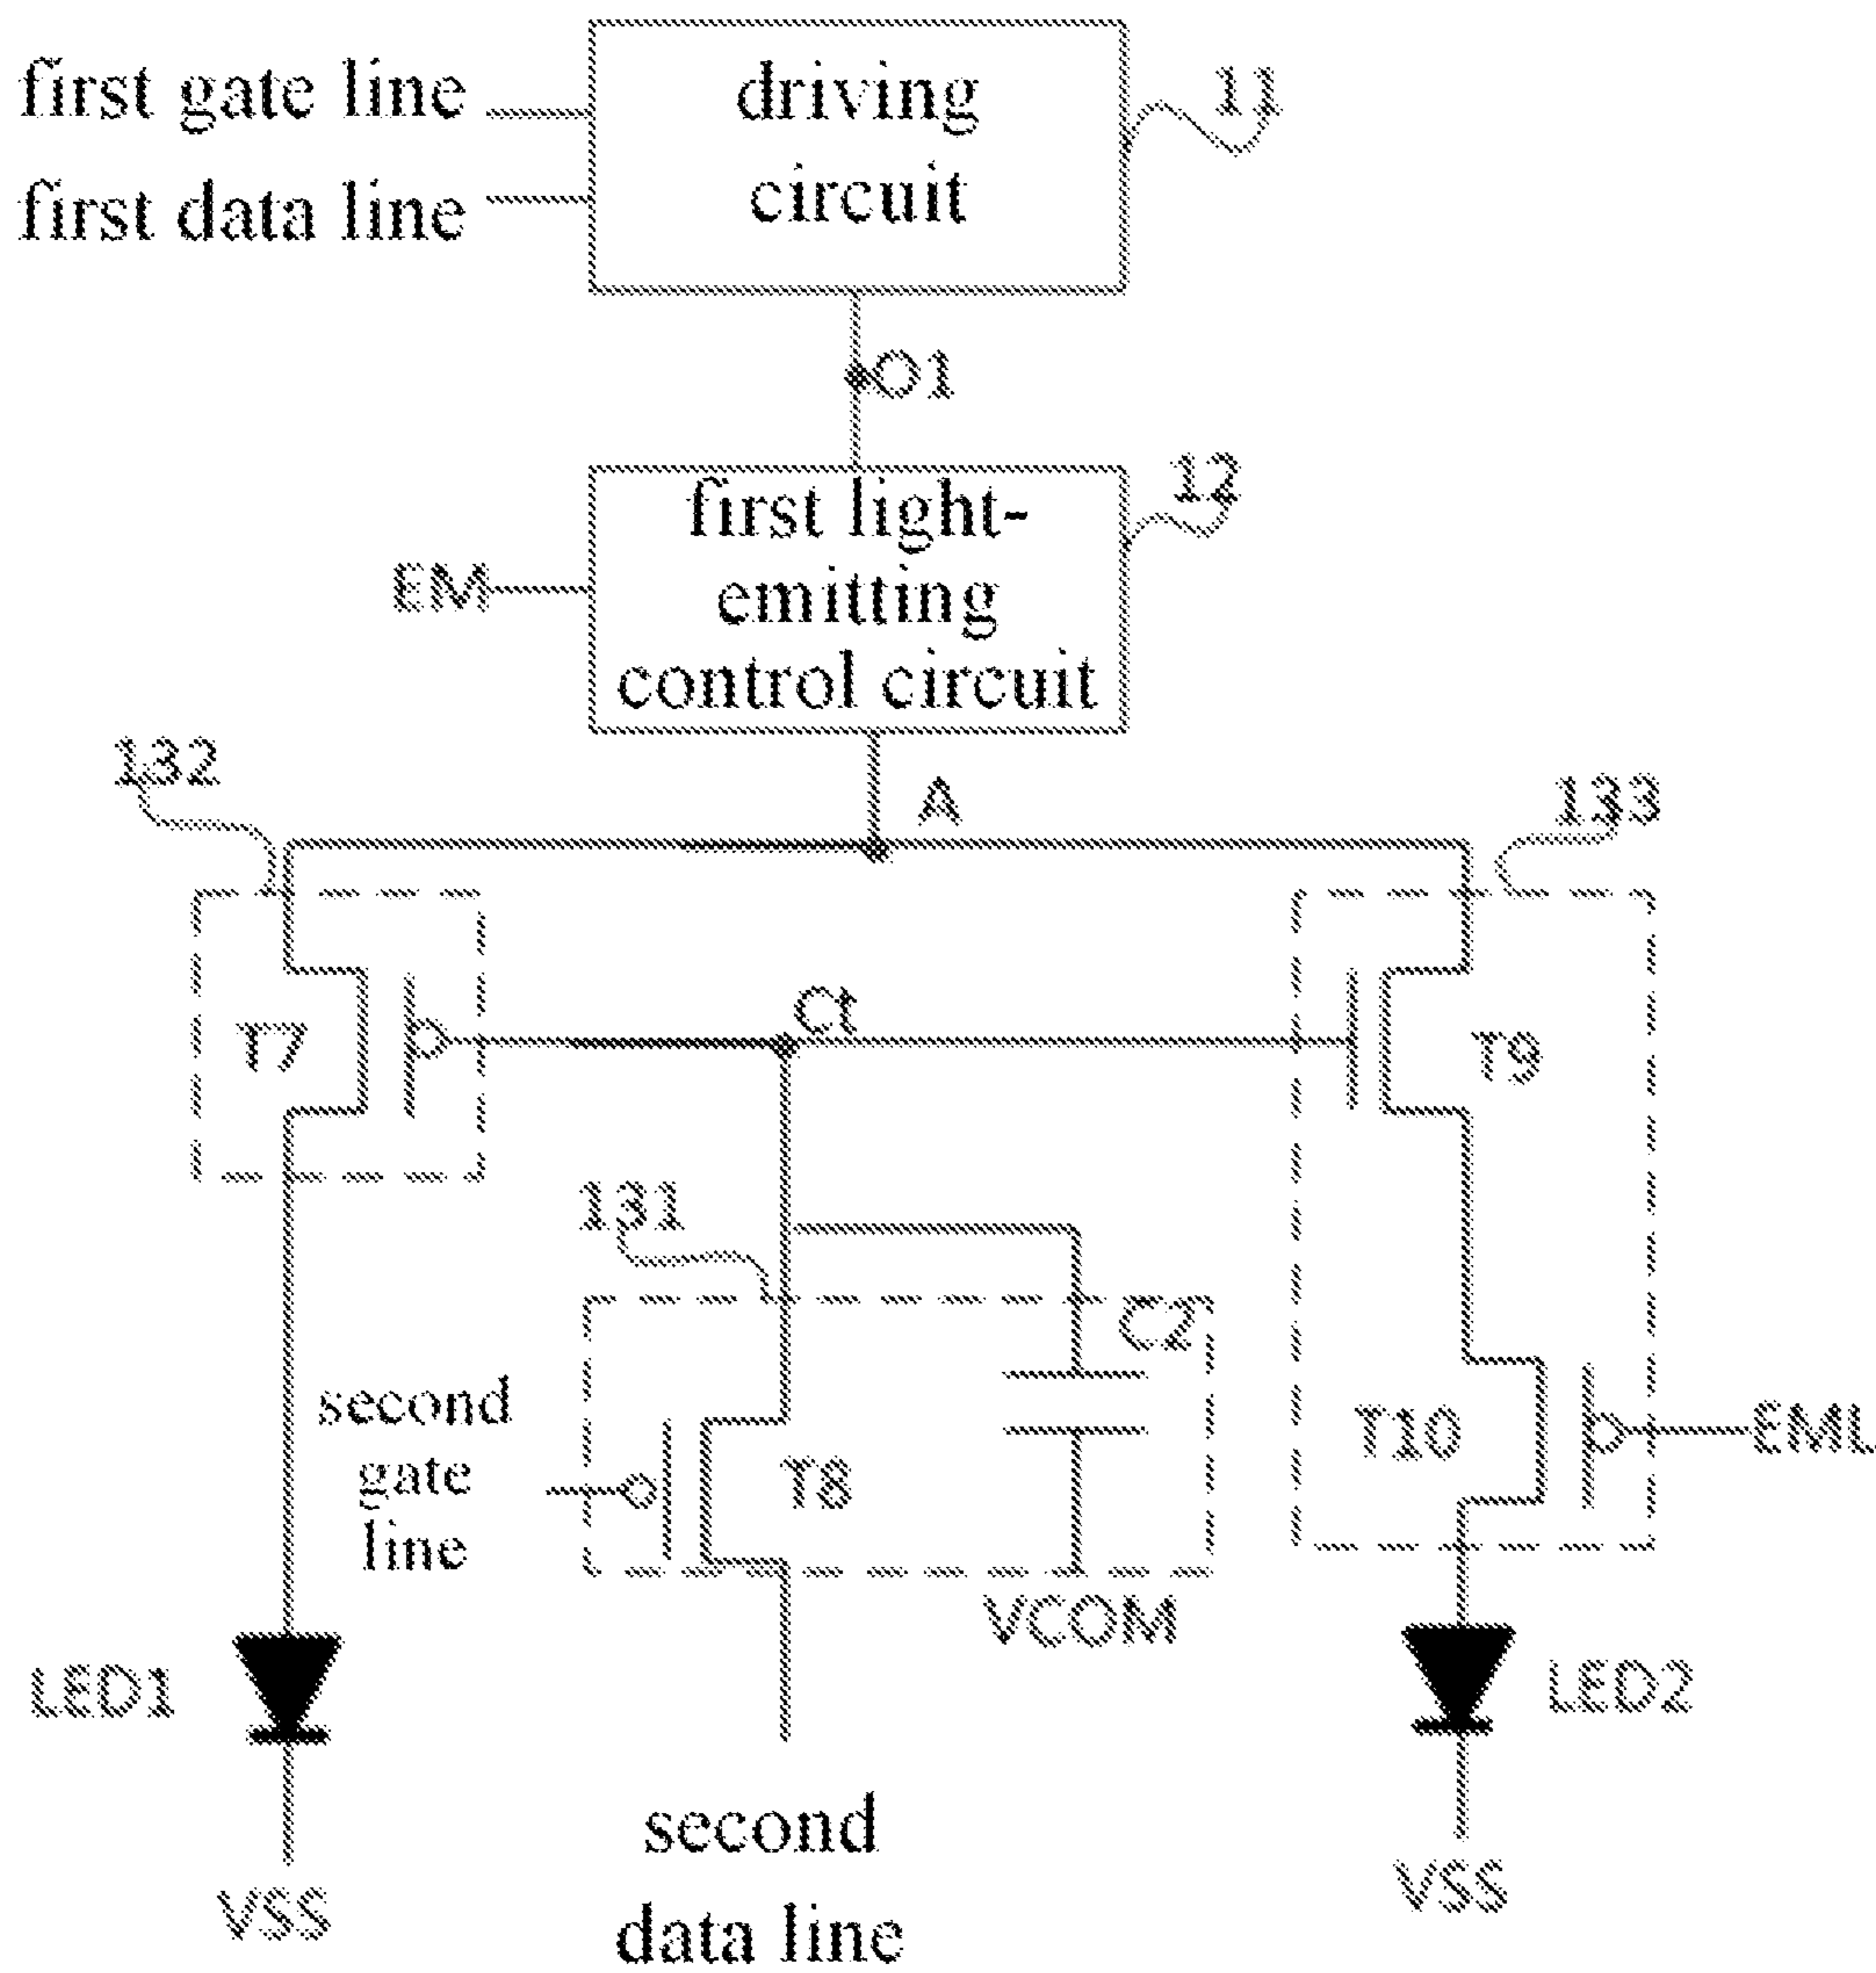 first gate line
first data line
driving
circuit
11
O1
12
first light-
emitting
control circuit
EM
132
A
133
Ct
T7
T9
131
C2
second
gate
line
T8
T10
EML
VCOM
LED1
LED2
second
data line
VSS
VSS